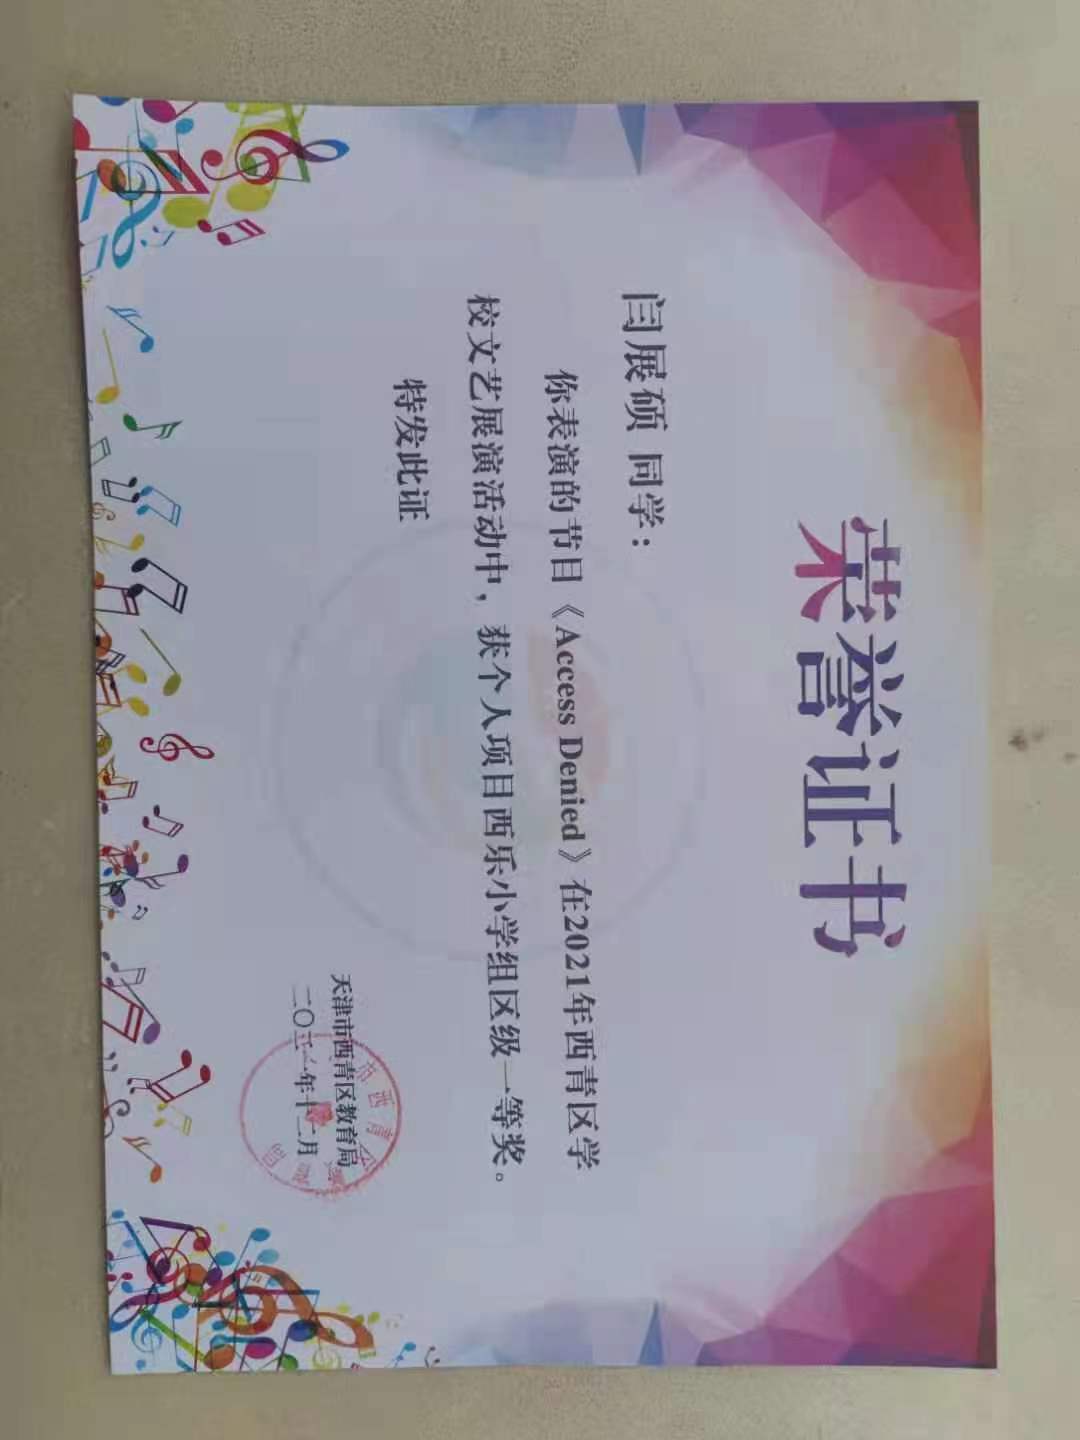 荣誉证书
闫展硕 同学：
你表演的节目《Access Denied》在2021年西青区学
校文艺展演活动中，获个人项目西乐小学组区级一等奖。
特发此证
天津市西青区教育局
二〇二一年十二月